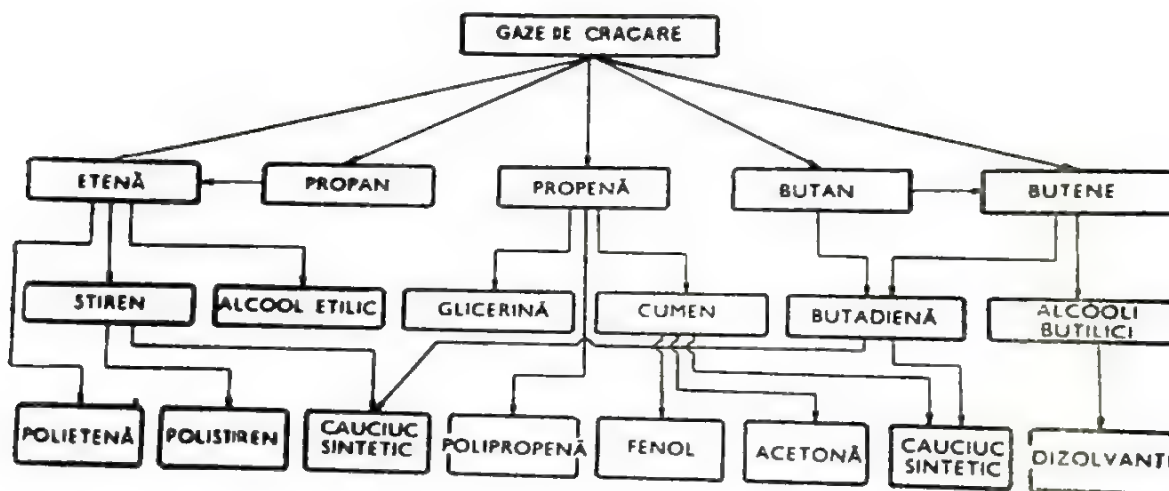 GAZE DE CRACARE
ETENĂ
PROPAN
PROPENĂ
BUTAN
BUTENE
STIREN
ALCOOL ETILIC
GLICERINĂ
CUMEN
BUTADIENĂ
ALCOOLI
BUTILICI
POLIETENĂ
POLISTIREN
CAUCIUC
SINTETIC
POLIPROPENĂ
FENOL
ACETONĂ
CAUCIUC
SINTETIC
DIZOLVANTI